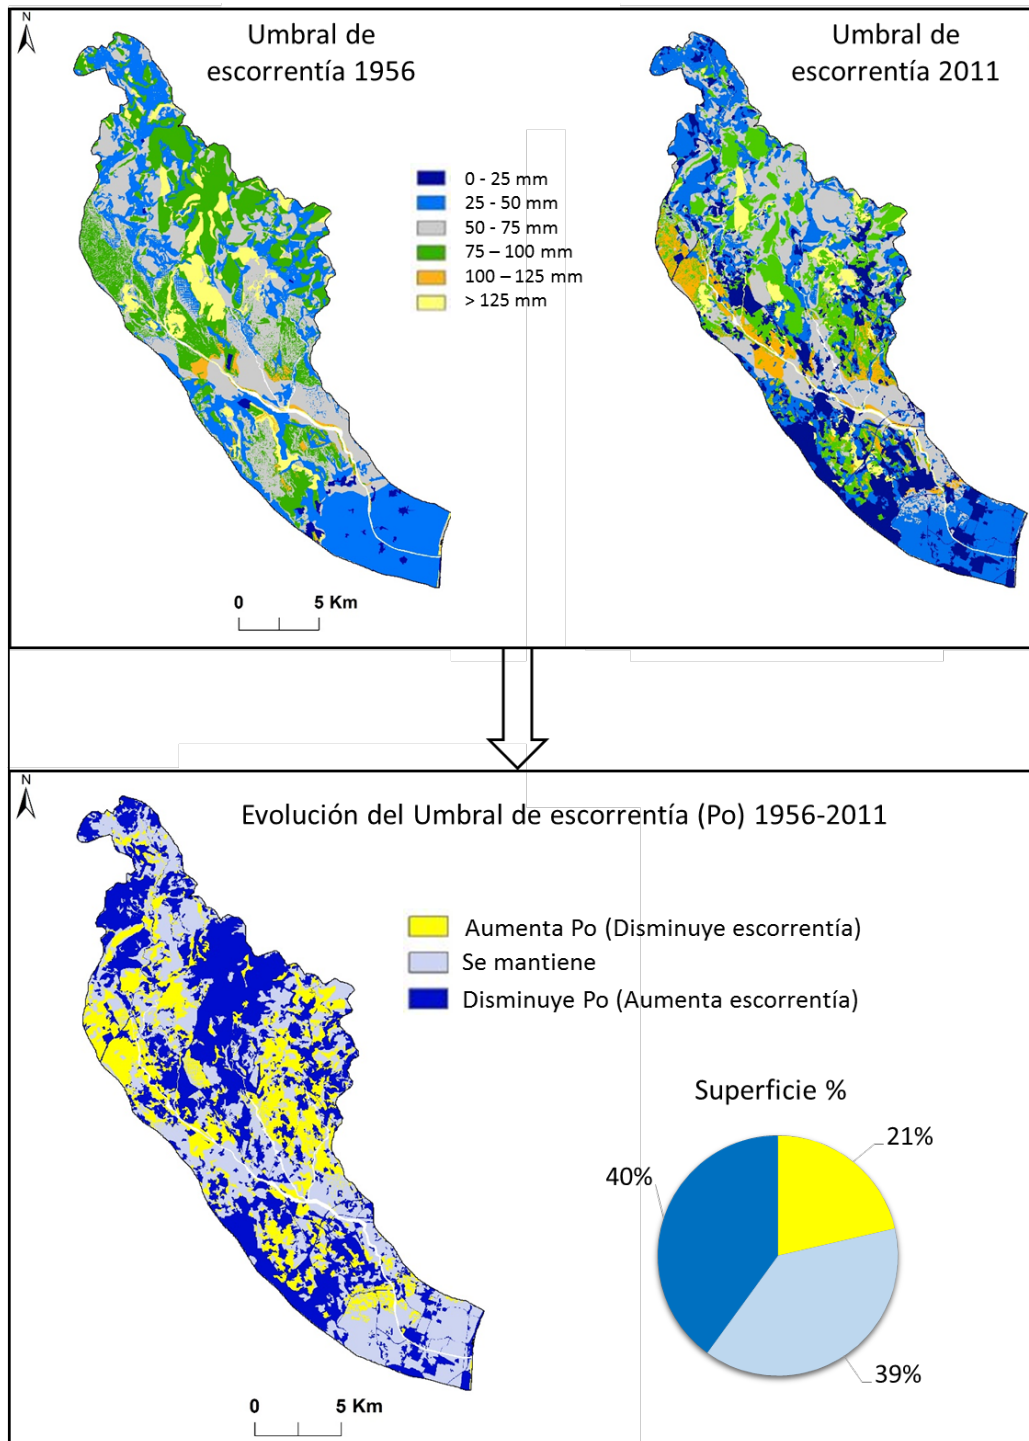 N
Umbral de
escorrentía 1956
Umbral de
escorrentía 2011
0 - 25 mm
25 - 50 mm
50 - 75 mm
75 – 100 mm
100 – 125 mm
> 125 mm
0 5 Km
N
Evolución del Umbral de escorrentía (Po) 1956-2011
Aumenta Po (Disminuye escorrentía)
Se mantiene
Disminuye Po (Aumenta escorrentía)
Superficie %
21%
40%
39%
0 5 Km